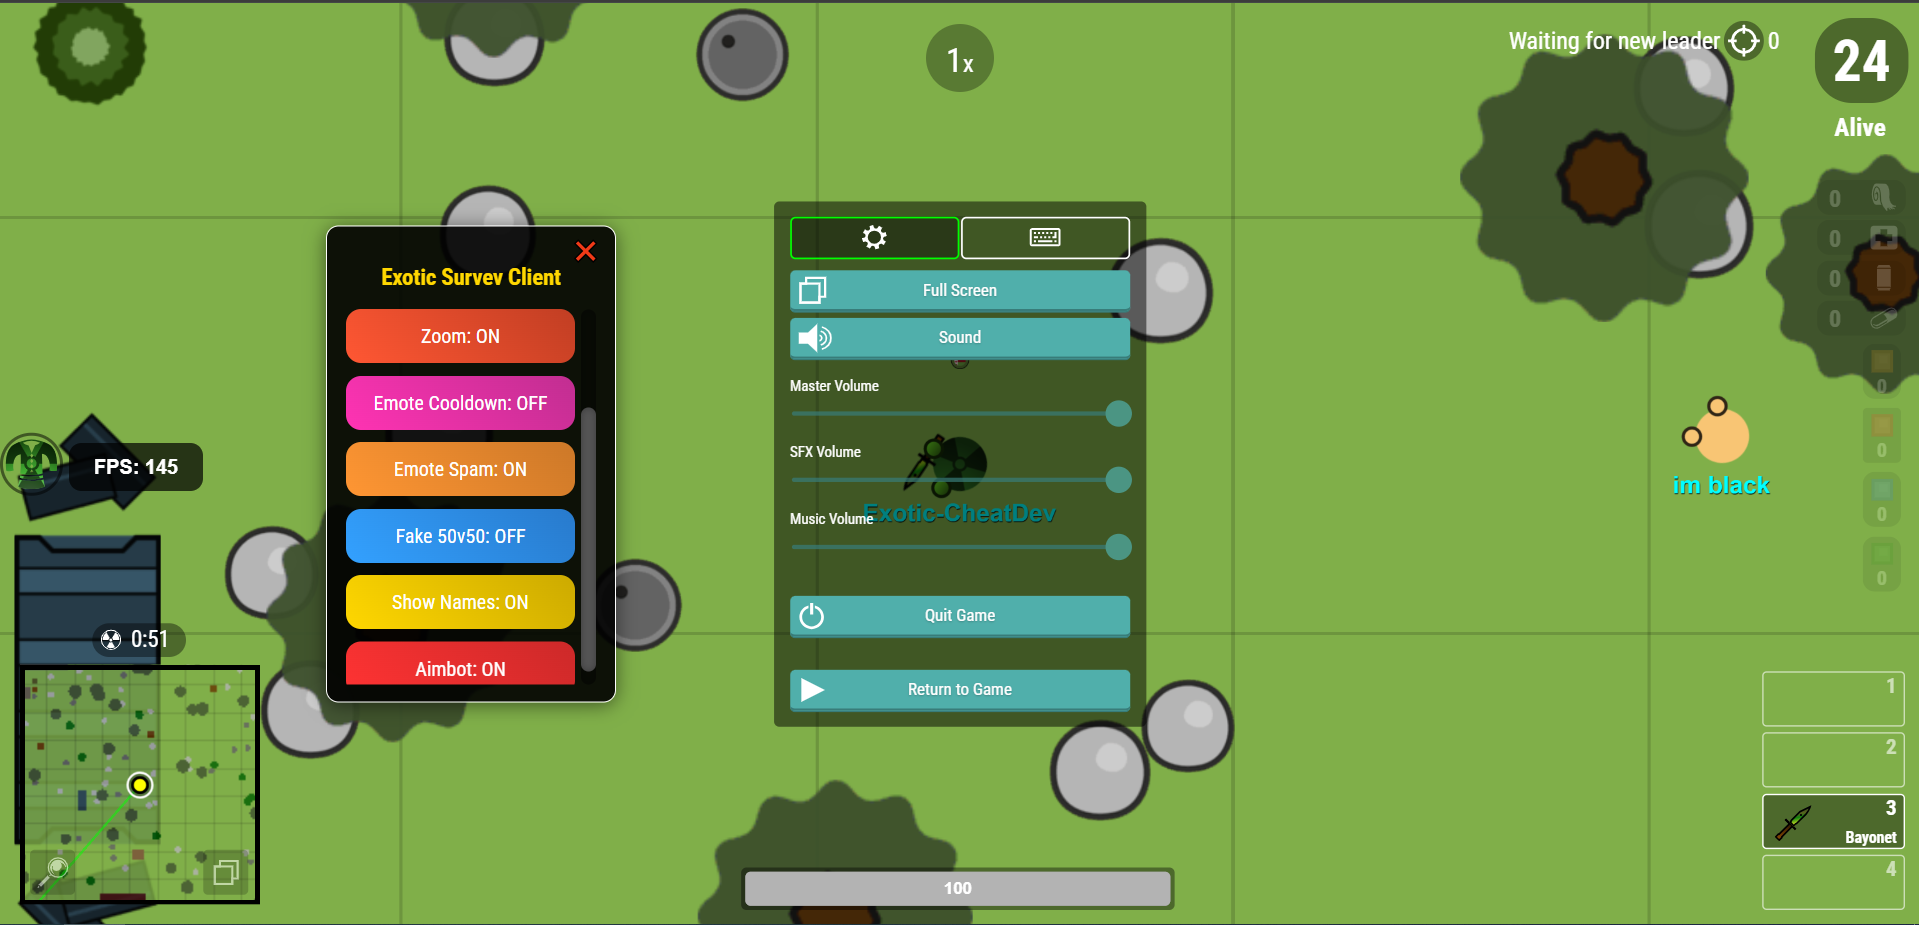 1x
Waiting for new leader 0
24
Alive
0
0
0
0
0
0
0
0
Exotic Survev Client
Zoom: ON
Emote Cooldown: OFF
Emote Spam: ON
Fake 50v50: OFF
Show Names: ON
Aimbot: ON
Full Screen
Sound
Master Volume
SFX Volume
Music Volume
Exotic-CheatDev
Quit Game
Return to Game
FPS: 145
0:51
im black
1
2
3
Bayonet
4
100